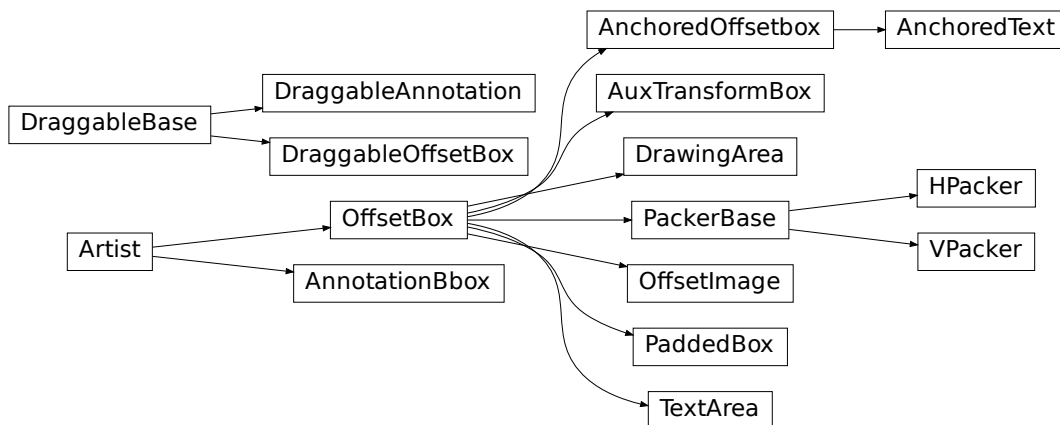 AnchoredOffsetbox
AnchoredText
DraggableAnnotation
AuxTransformBox
DraggableBase
DraggableOffsetBox
DrawingArea
HPacker
OffsetBox
PackerBase
Artist
VPacker
AnnotationBbox
OffsetImage
PaddedBox
TextArea